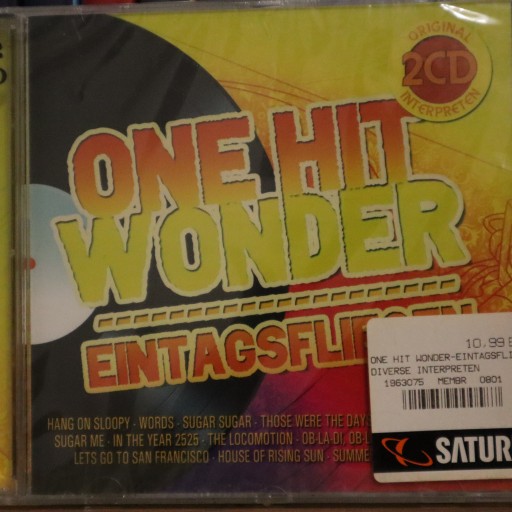 ORIGINAL
2CD
INTERPRETEN
ONE HIT
WONDER
EINTAGSFLIEGEN
HANG ON SLOOPY · WORDS · SUGAR SUGAR · THOSE WERE THE DAY
SUGAR ME · IN THE YEAR 2525 · THE LOCOMOTION · OB-LA-DI, OB-L
LETS GO TO SAN FRANCISCO · HOUSE OF RISING SUN · SUMME
10,99 E
ONE HIT WONDER-EINTAGSFLI
DIVERSE INTERPRETEN
1963075 MEMBR 0801
SATUR